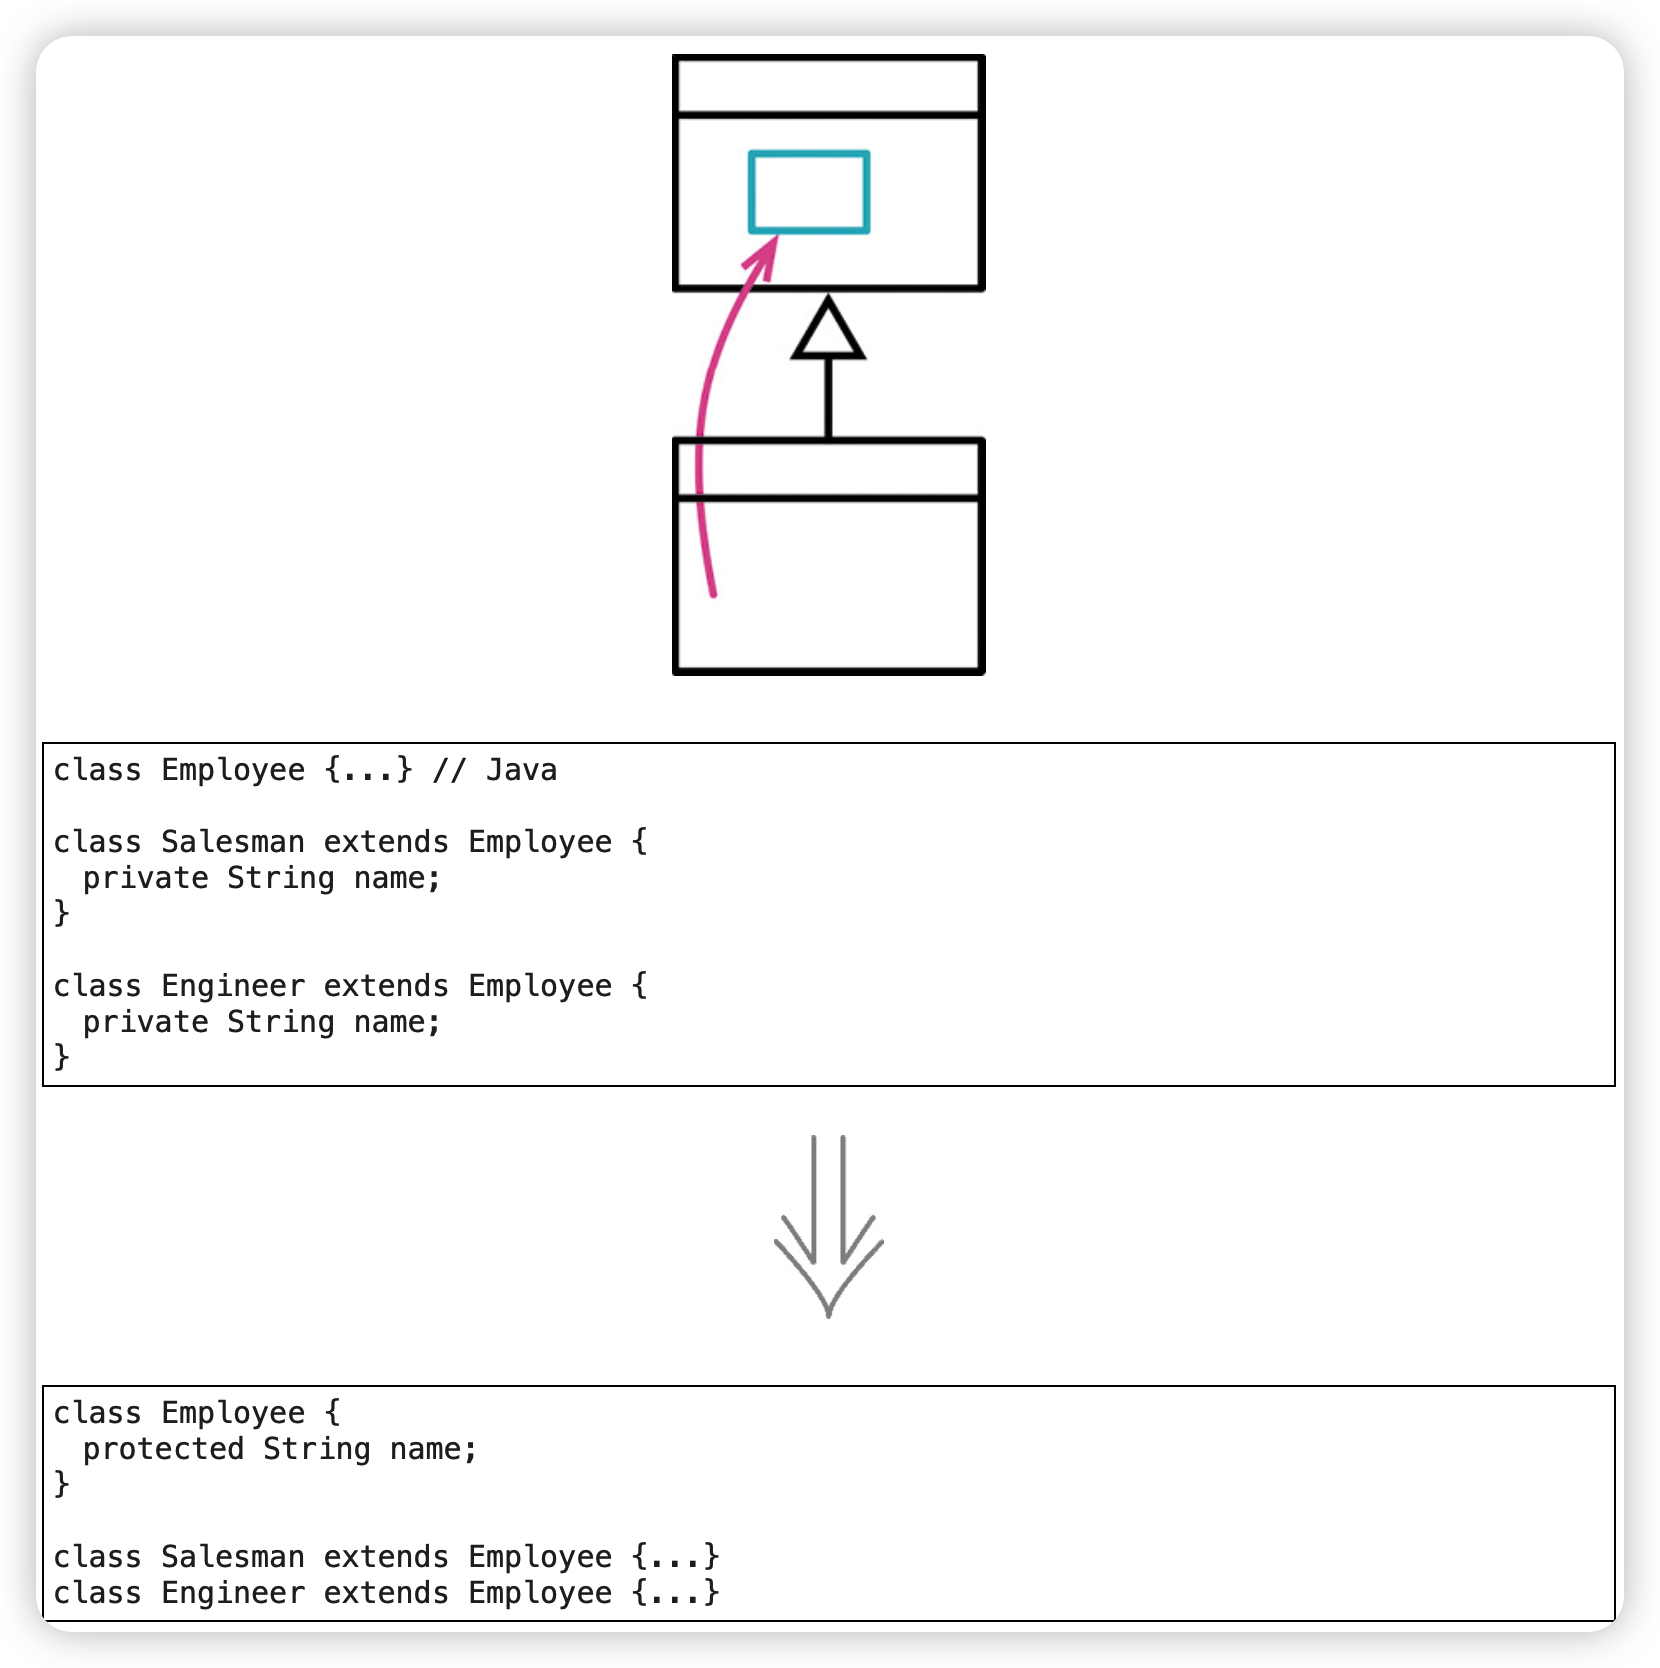 class Employee {...} // Java
class Salesman extends Employee {
private String name;
}
class Engineer extends Employee {
private String name;
}
class Employee {
protected String name;
}
class Salesman extends Employee {...}
class Engineer extends Employee {...}